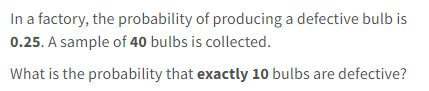 In a factory, the probability of producing a defective bulb is
0.25. A sample of 40 bulbs is collected.
What is the probability that exactly 10 bulbs are defective?